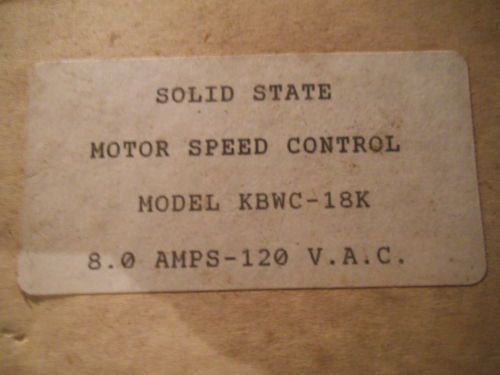 SOLID STATE
MOTOR SPEED CONTROL
MODEL KBWC-18K
8.0 AMPS-120 V.A.C.